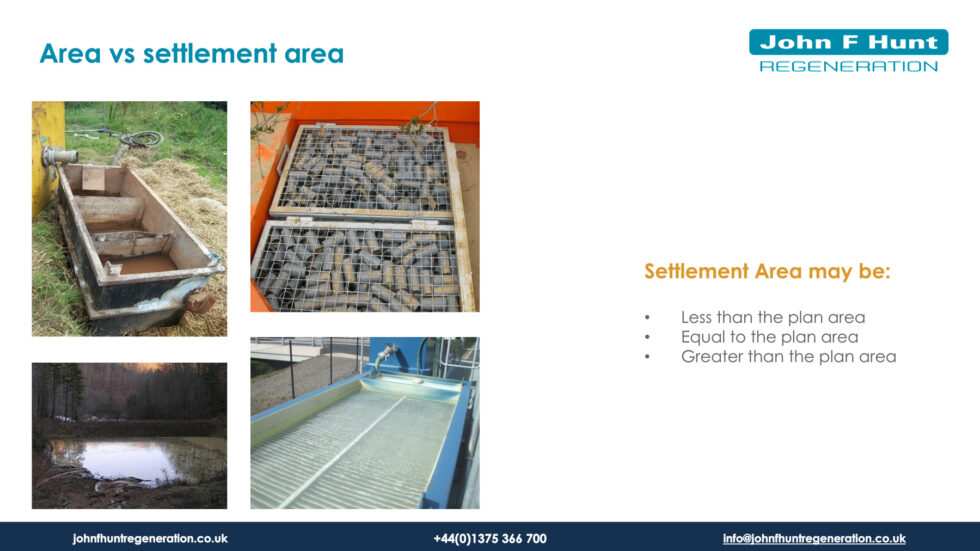 Area vs settlement area
John F Hunt
REGENERATION
Settlement Area may be:
• Less than the plan area
• Equal to the plan area
• Greater than the plan area
johnfhuntregeneration.co.uk
+44(0)1375 366 700
info@johnfhuntregeneration.co.uk